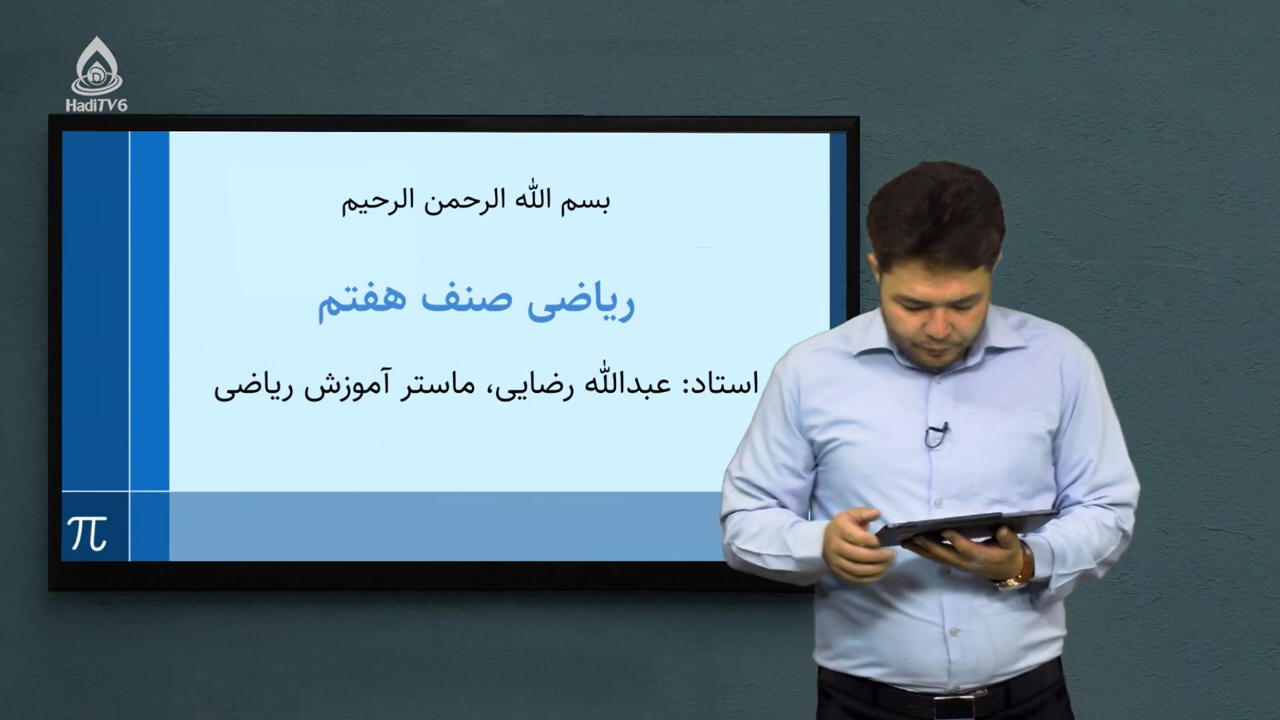 HadiTV6
بسم الله الرحمن الرحیم
ریاضی صنف هفتم
استاد: عبدالله رضایی، ماستر آموزش ریاضی
π